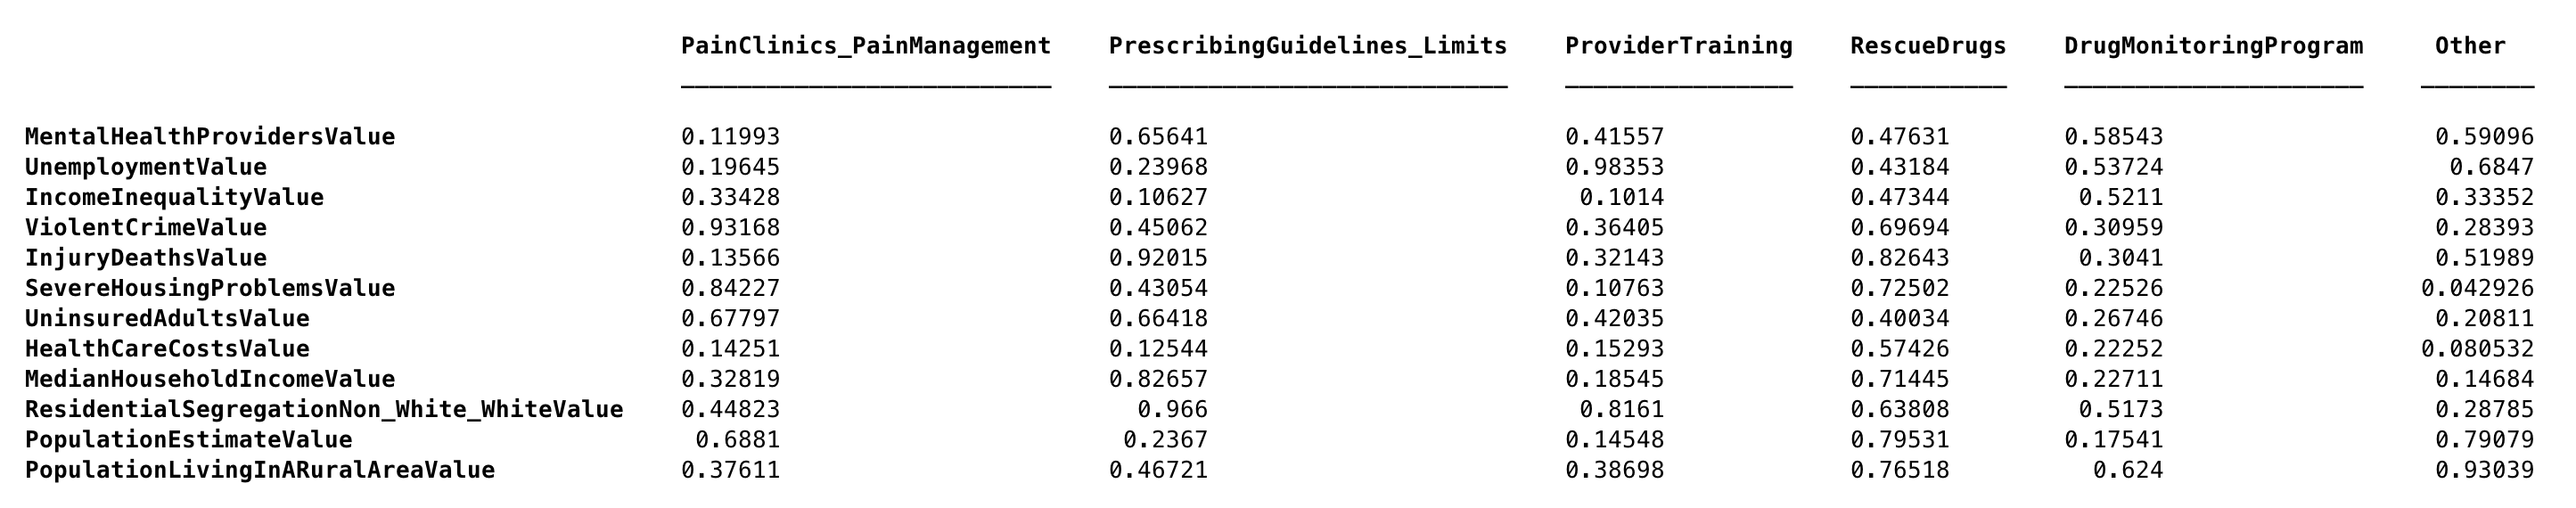 PainClinics_PainManagement PrescribingGuidelines_Limits ProviderTraining RescueDrugs DrugMonitoringProgram Other
MentalHealthProvidersValue 0.11993 0.65641 0.41557 0.47631 0.58543 0.59096
UnemploymentValue 0.19645 0.23968 0.98353 0.43184 0.53724 0.6847
IncomeInequalityValue 0.33428 0.10627 0.1014 0.47344 0.5211 0.33352
ViolentCrimeValue 0.93168 0.45062 0.36405 0.69694 0.30959 0.28393
InjuryDeathsValue 0.13566 0.92015 0.32143 0.82643 0.3041 0.51989
SevereHousingProblemsValue 0.84227 0.43054 0.10763 0.72502 0.22526 0.042926
UninsuredAdultsValue 0.67797 0.66418 0.42035 0.40034 0.26746 0.20811
HealthCareCostsValue 0.14251 0.12544 0.15293 0.57426 0.22252 0.080532
MedianHouseholdIncomeValue 0.32819 0.82657 0.18545 0.71445 0.22711 0.14684
ResidentialSegregationNon_White_WhiteValue 0.44823 0.966 0.8161 0.63808 0.5173 0.28785
PopulationEstimateValue 0.6881 0.2367 0.14548 0.79531 0.17541 0.79079
PopulationLivingInARuralAreaValue 0.37611 0.46721 0.38698 0.76518 0.624 0.93039